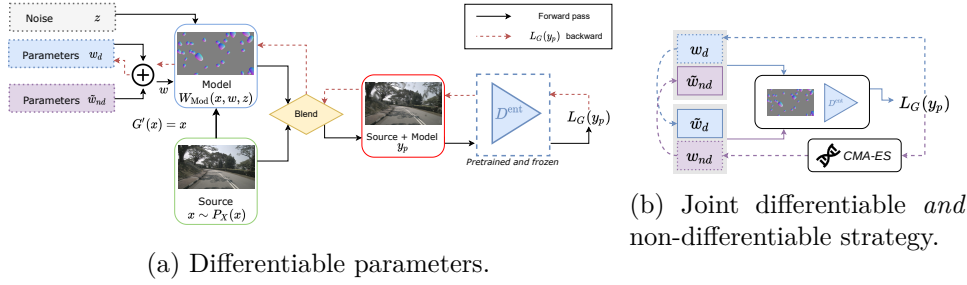 Noise z
Parameters w_d
Parameters w̃_nd
w
G′(x) = x
Model
W_Mod(x, w, z)
Source
x ∼ P_X(x)
Blend
Source + Model
y_p
D^ent
Pretrained and frozen
L_G(y_p)
Forward pass
L_G(y_p) backward
(a) Differentiable parameters.
w_d
w̃_nd
w̃_d
w_nd
D^ent
L_G(y_p)
CMA-ES
(b) Joint differentiable and
non-differentiable strategy.